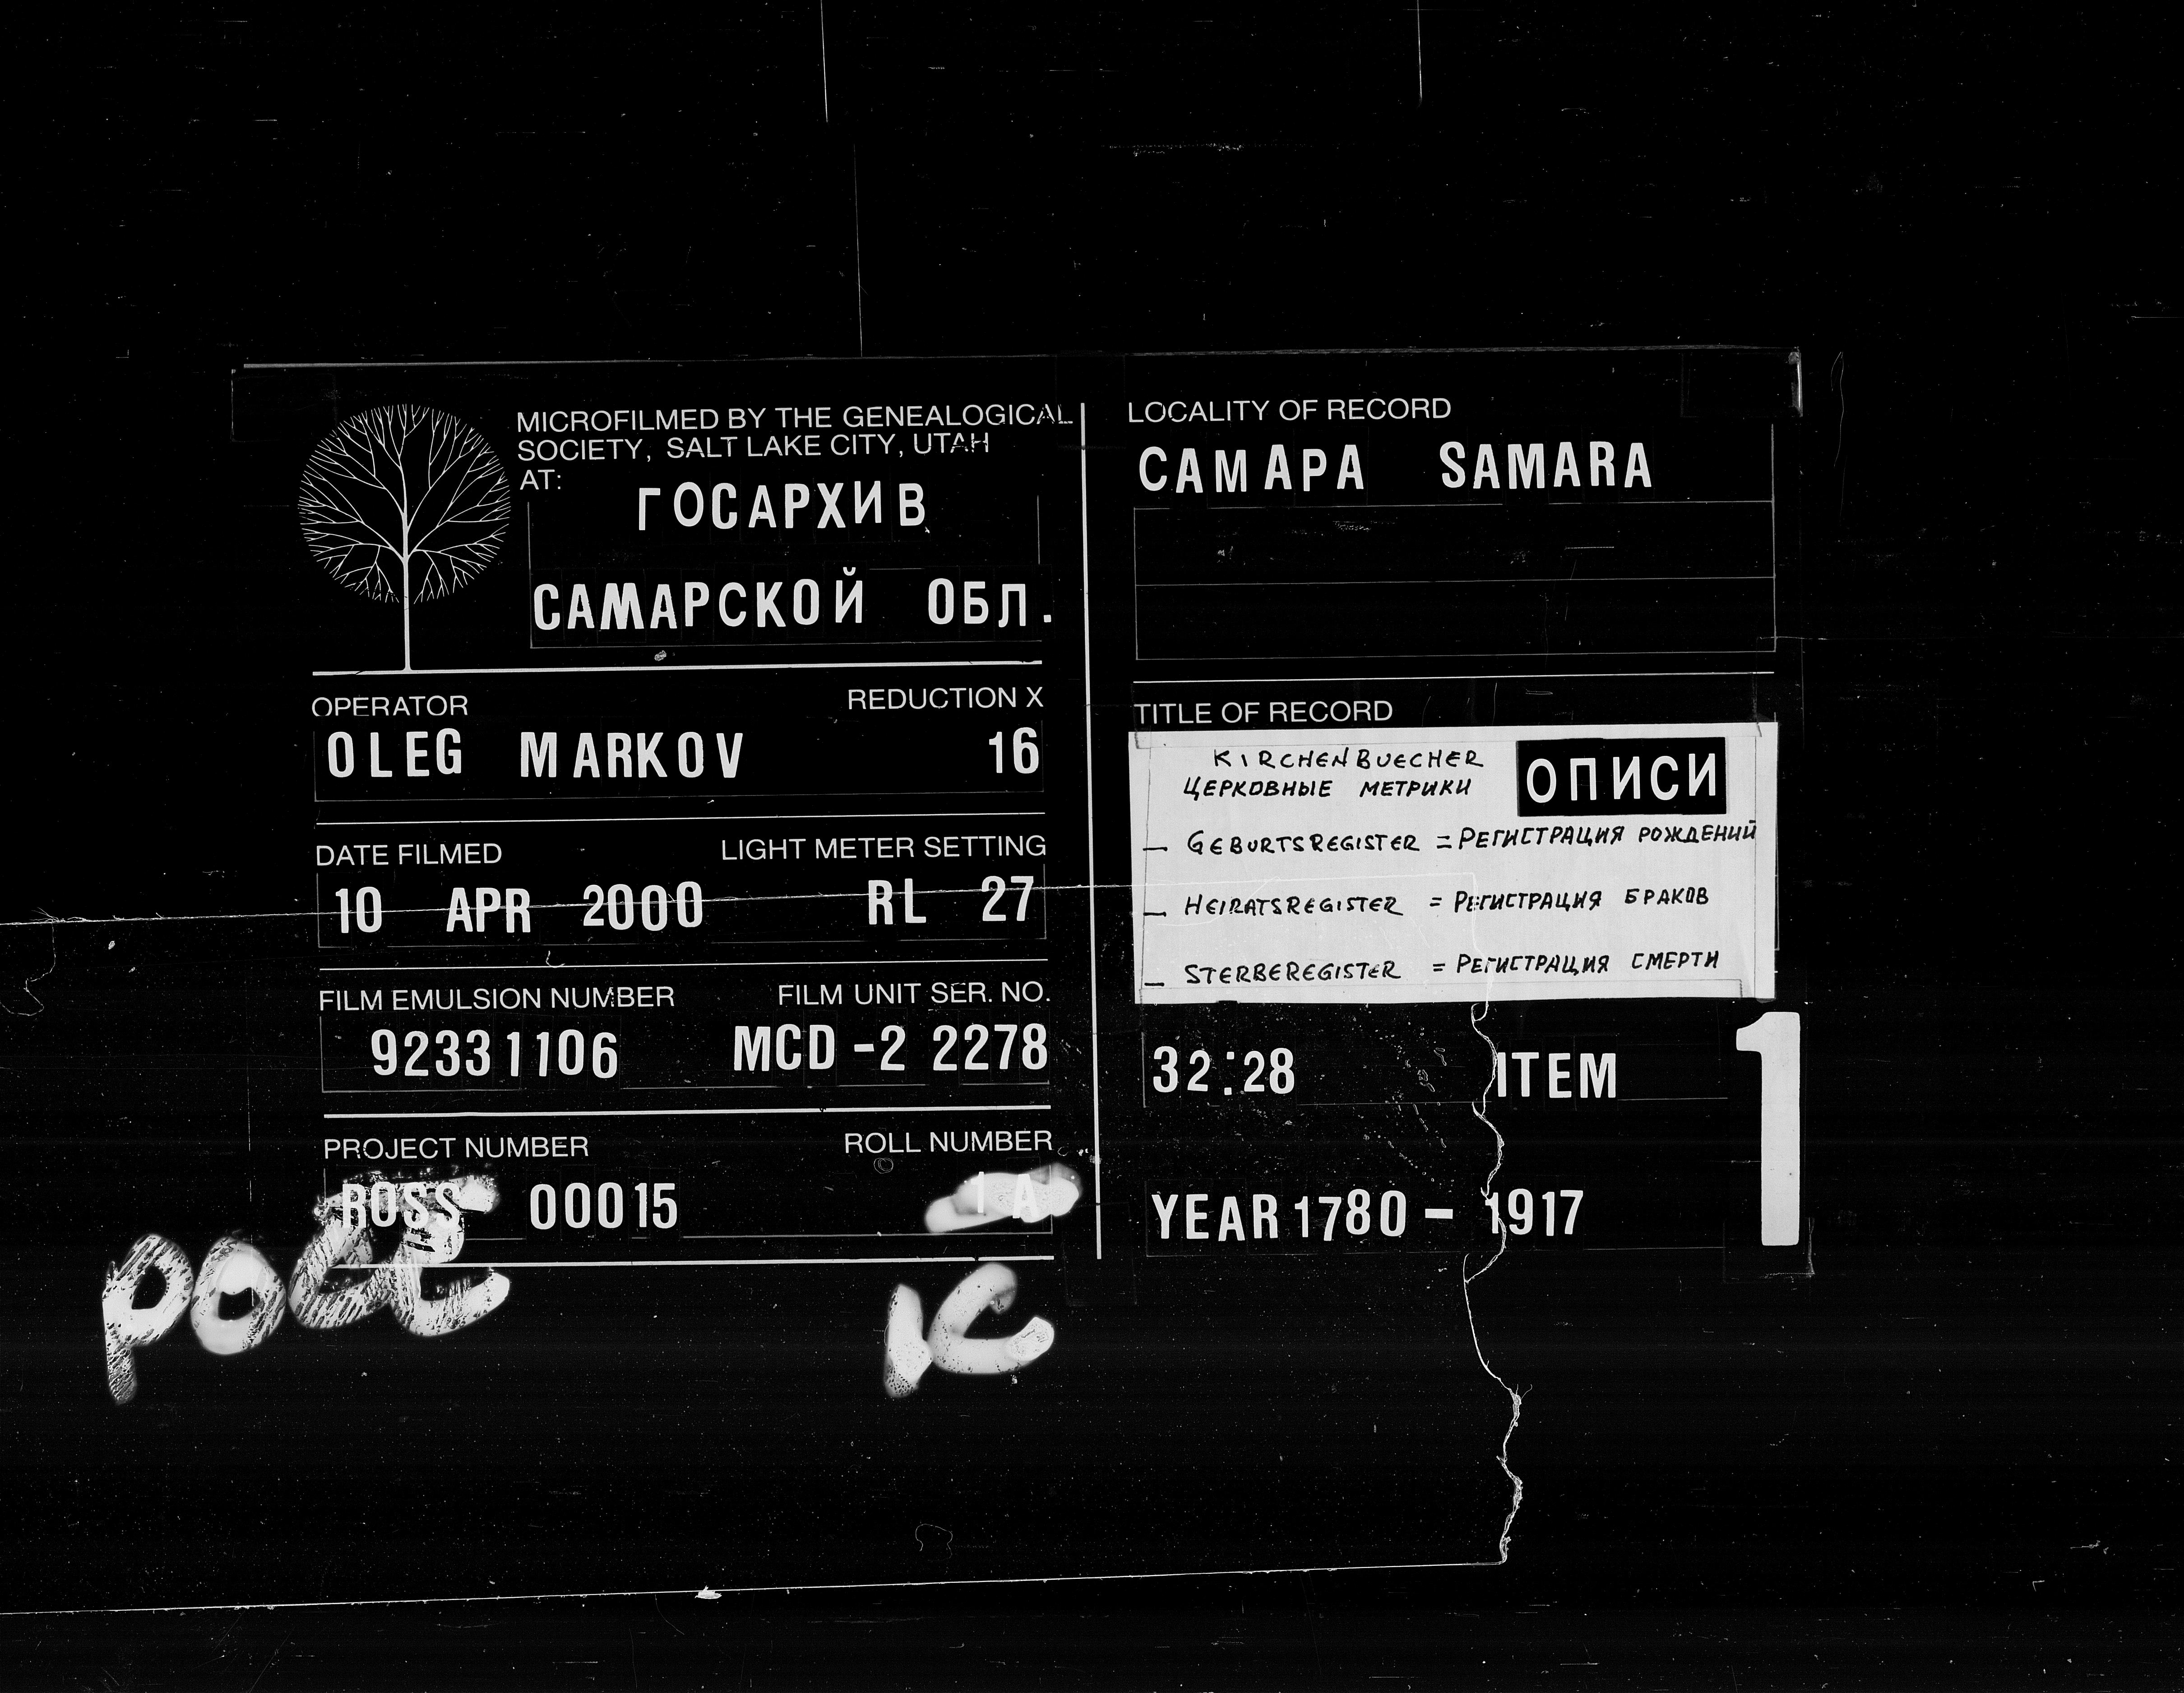 MICROFILMED BY THE GENEALOGICAL
SOCIETY, SALT LAKE CITY, UTAH
AT:
ГОСАРХИВ
САМАРСКОЙ ОБЛ.
OPERATOR REDUCTION X
OLEG MARKOV 16
DATE FILMED LIGHT METER SETTING
10 APR 2000 RL 27
FILM EMULSION NUMBER FILM UNIT SER. NO.
92331106 MCD -2 2278
PROJECT NUMBER ROLL NUMBER
ROSS 00015 1 A
1C
LOCALITY OF RECORD
САМАРА SAMARA
TITLE OF RECORD
KIRCHENBUECHER
ЦЕРКОВНЫЕ МЕТРИКИ
ОПИСИ
– GEBURTSREGISTER = РЕГИСТРАЦИЯ РОЖДЕНИЙ
– HEIRATSREGISTER = РЕГИСТРАЦИЯ БРАКОВ
– STERBEREGISTER = РЕГИСТРАЦИЯ СМЕРТИ
32:28 ITEM 1
YEAR 1780 – 1917